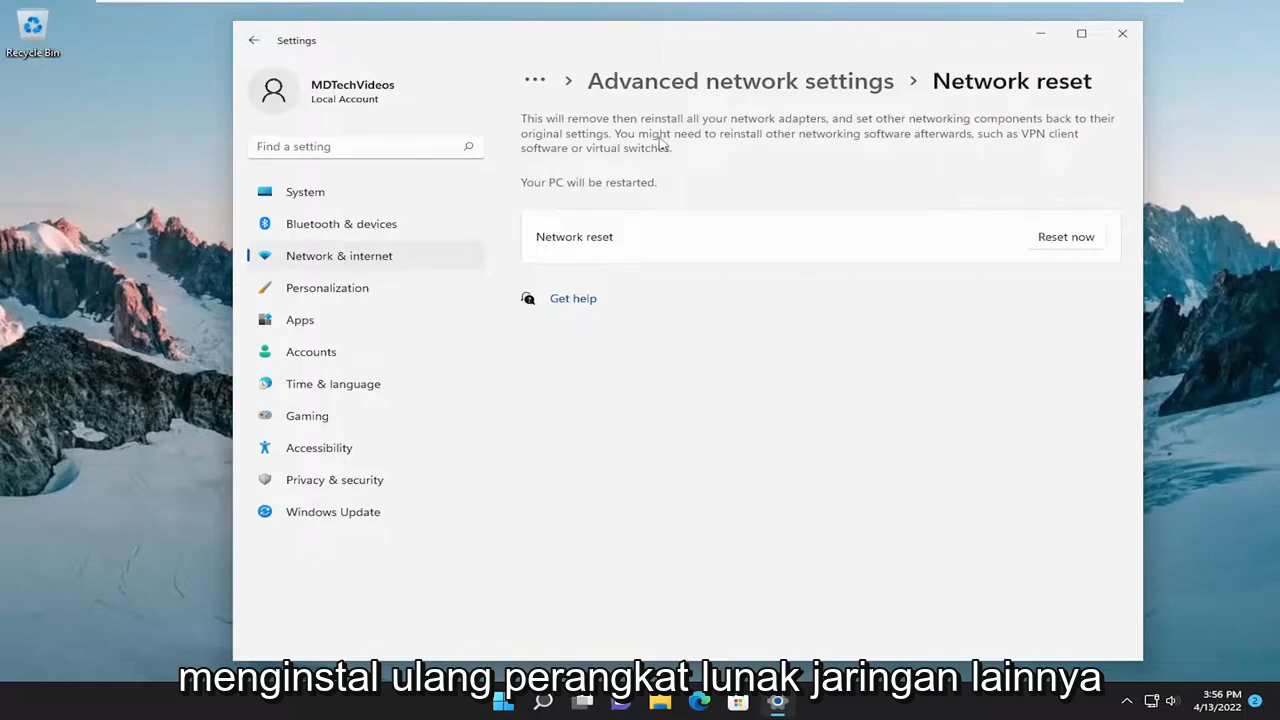 Recycle Bin
Settings
MDTechVideos
Local Account
Find a setting
System
Bluetooth & devices
Network & internet
Personalization
Apps
Accounts
Time & language
Gaming
Accessibility
Privacy & security
Windows Update
··· > Advanced network settings > Network reset
This will remove then reinstall all your network adapters, and set other networking components back to their
original settings. You might need to reinstall other networking software afterwards, such as VPN client
software or virtual switches.
Your PC will be restarted.
Network reset Reset now
Get help
menginstal ulang perangkat lunak jaringan lainnya
3:56 PM
4/13/2022
2